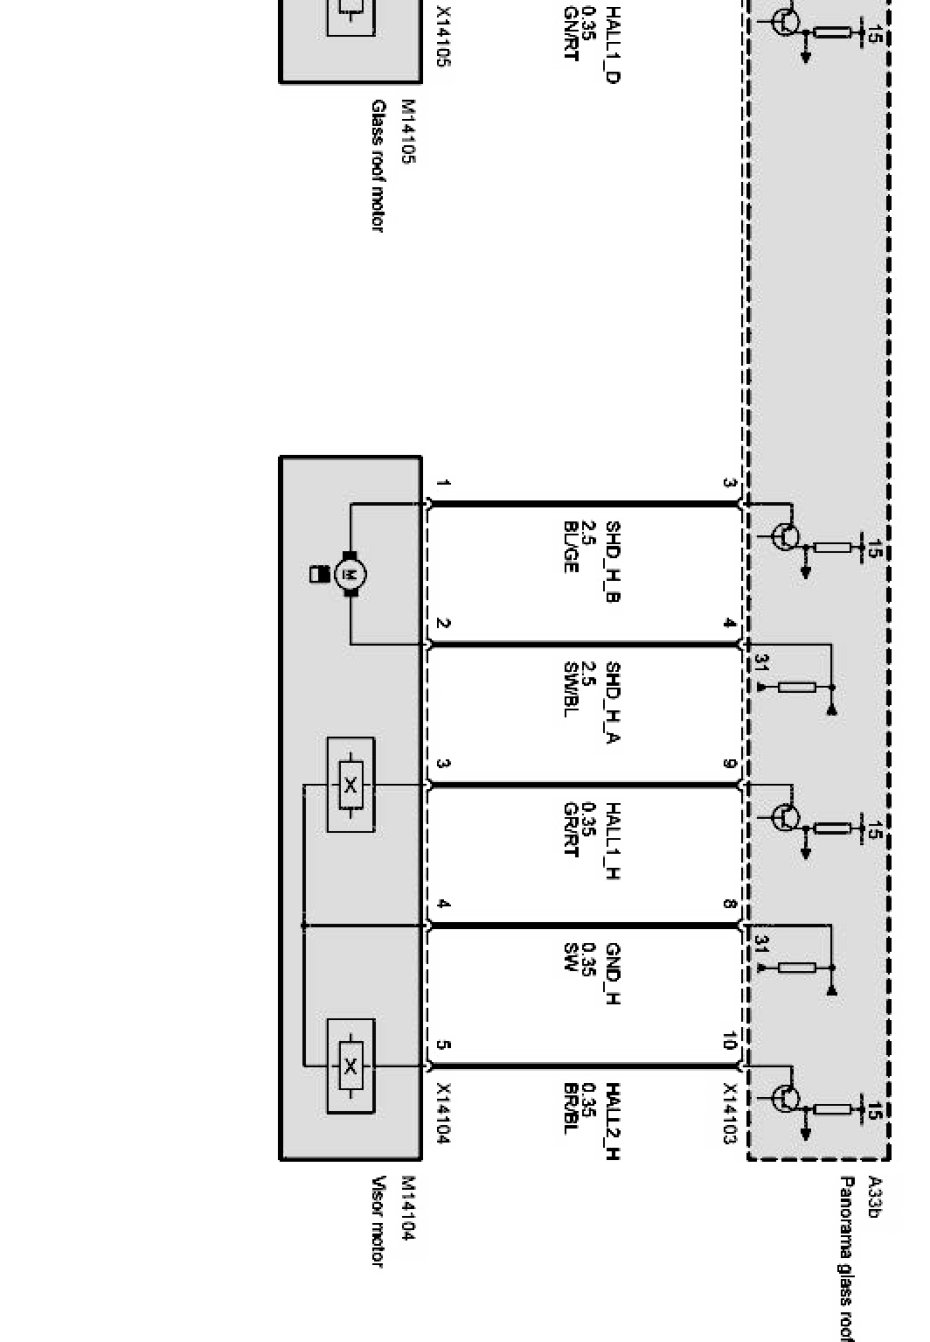 15
HALL1_D
0.35
GN/RT
X14105
M14105
Glass roof motor
3
15
SHD_H_B
2.5
BL/GE
1
M
4
31
SHD_H_A
2.5
SW/BL
2
9
15
HALL1_H
0.35
GR/RT
3
8
31
GND_H
0.35
SW
4
10
15
HALL2_H
0.35
BR/BL
5
X14103
X14104
A33b
Panorama glass roof
M14104
Visor motor